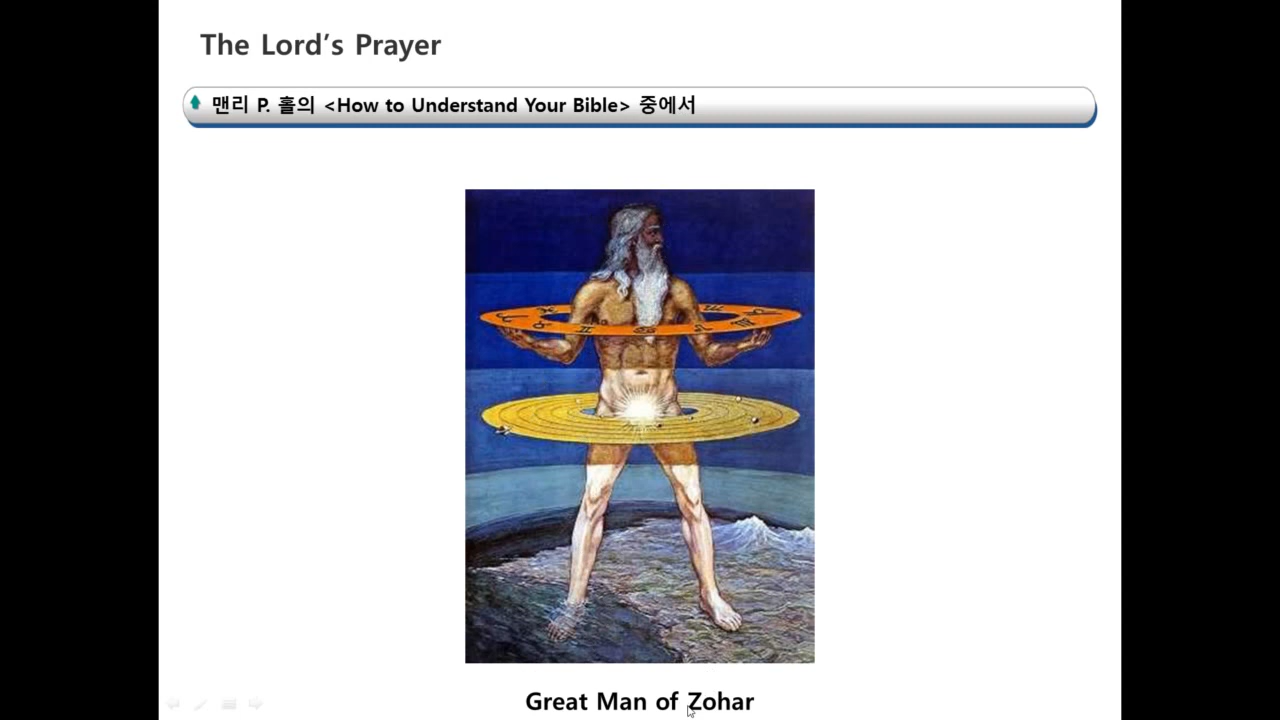 The Lord’s Prayer
맨리 P. 홀의 <How to Understand Your Bible> 중에서
Great Man of Zohar